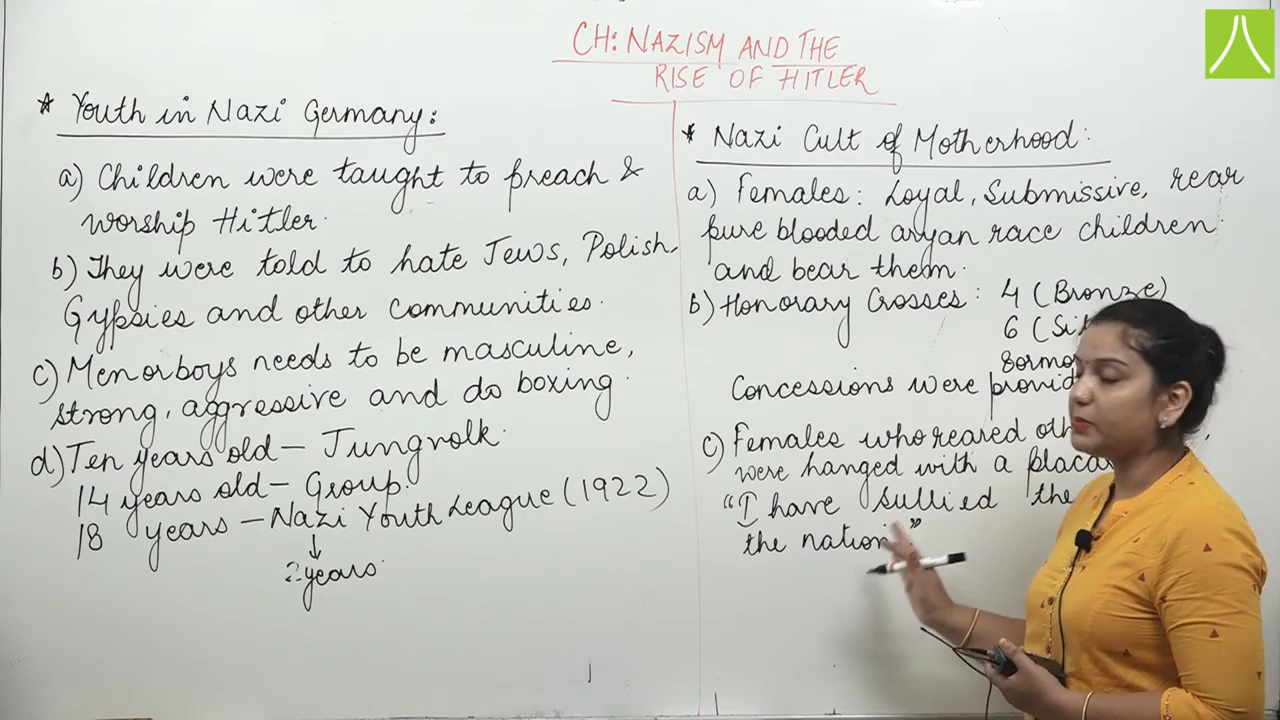 CH: NAZISM AND THE
RISE OF HITLER
* Youth in Nazi Germany:
a) Children were taught to preach &
worship Hitler.
b) They were told to hate Jews, Polish
Gypsies and other communities.
c) Men or boys needs to be masculine,
strong, aggressive and do boxing.
d) Ten years old - Jungvolk.
14 years old - Group.
18 years - Nazi Youth League (1922)
↓
2 years.
* Nazi Cult of Motherhood:
a) Females: Loyal, Submissive, rear
pure blooded aryan race children
and bear them.
b) Honorary Crosses: 4 (Bronze)
6 (
8 or mo
Concessions were
c) Females who reared
were hanged with a
"I have sullied the
the nation."